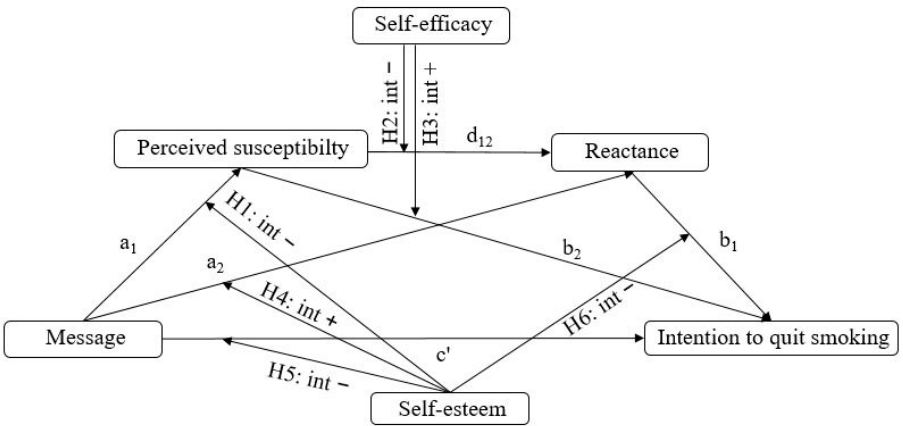 Self-efficacy
H2: int −
H3: int +
Perceived susceptibilty
d12
Reactance
H1: int −
a1
a2
b2
b1
H4: int +
H6: int −
Message
c'
Intention to quit smoking
H5: int −
Self-esteem